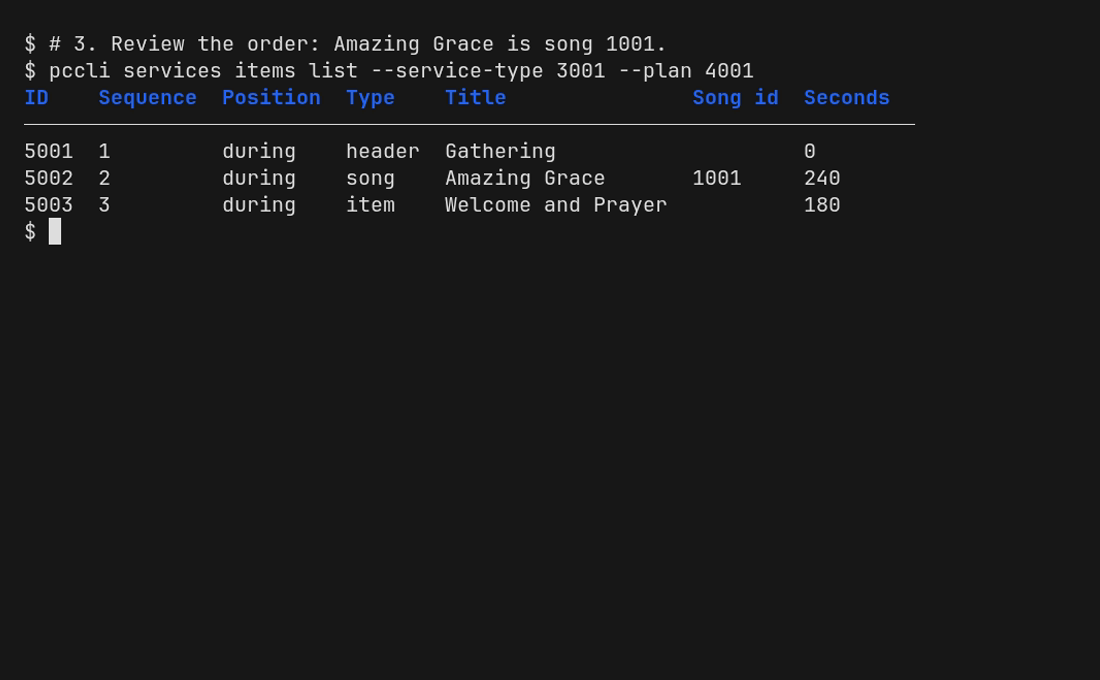 $ # 3. Review the order: Amazing Grace is song 1001.
$ pccli services items list --service-type 3001 --plan 4001
ID    Sequence  Position  Type    Title               Song id  Seconds
5001  1         during    header  Gathering                    0
5002  2         during    song    Amazing Grace       1001     240
5003  3         during    item    Welcome and Prayer           180
$